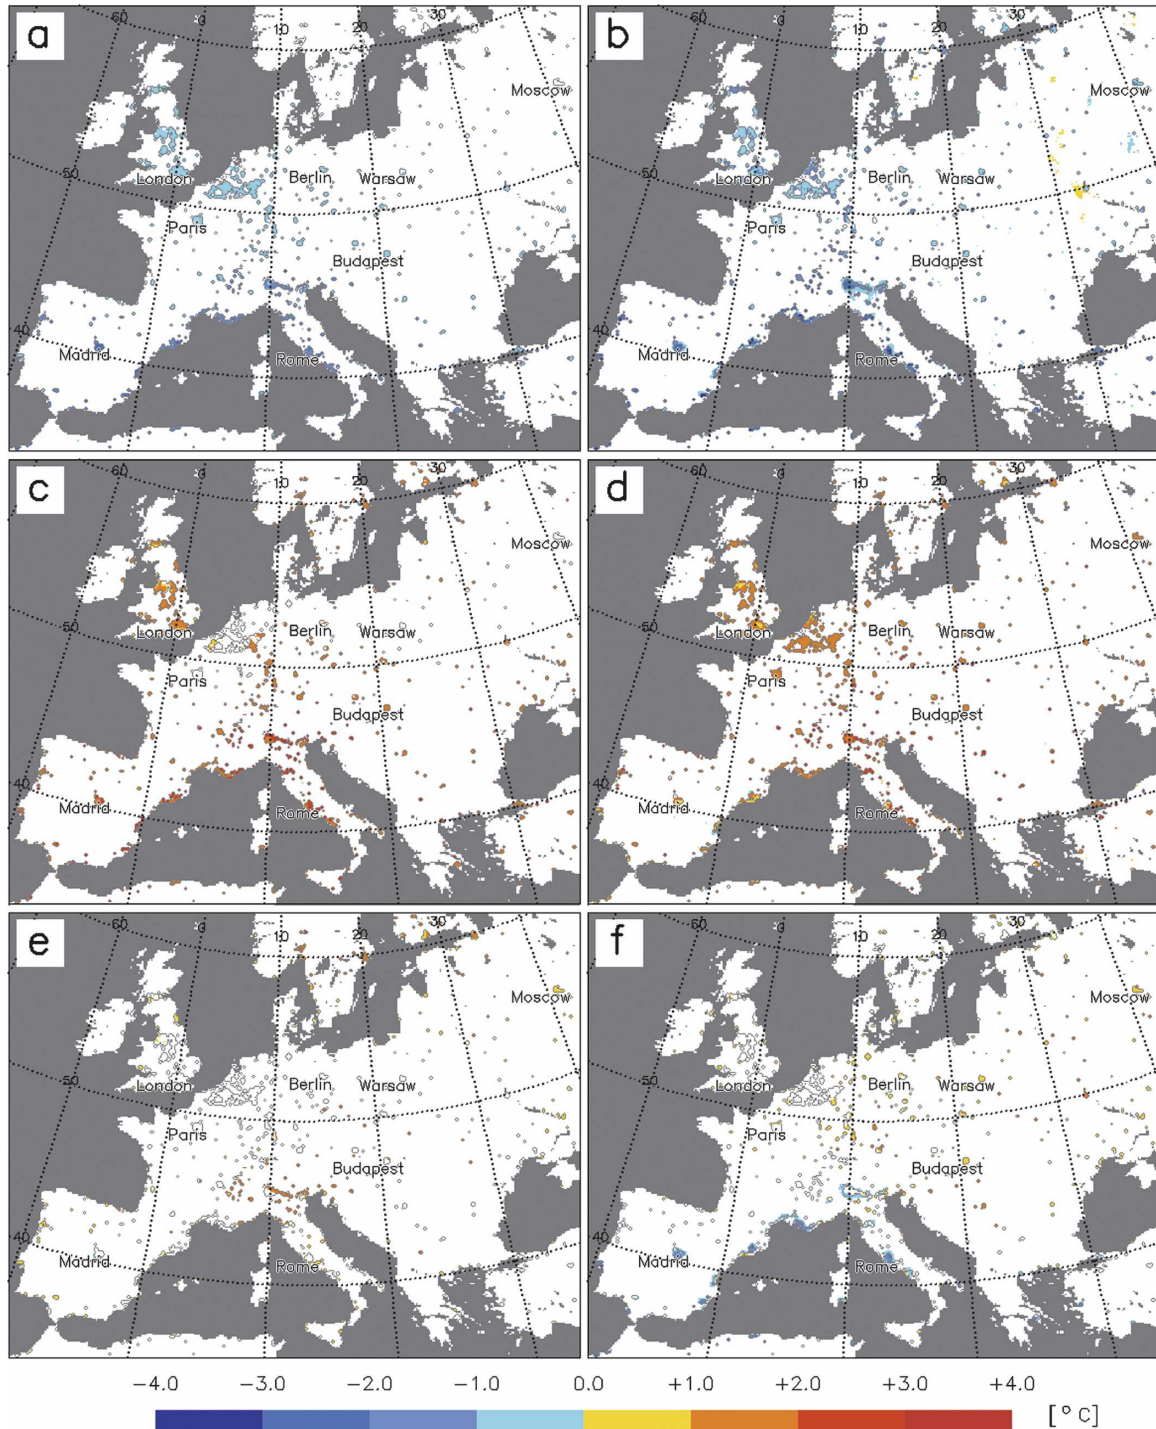 a
60
0
10
20
30
Moscow
50
London
Berlin
Warsaw
Paris
Budapest
40
Madrid
Rome
b
60
0
10
20
30
Moscow
50
London
Berlin
Warsaw
Paris
Budapest
40
Madrid
Rome
c
60
0
10
20
30
Moscow
50
London
Berlin
Warsaw
Paris
Budapest
40
Madrid
Rome
d
60
0
10
20
30
Moscow
50
London
Berlin
Warsaw
Paris
Budapest
40
Madrid
Rome
e
60
0
10
20
30
Moscow
50
London
Berlin
Warsaw
Paris
Budapest
40
Madrid
Rome
f
60
0
10
20
30
Moscow
50
London
Berlin
Warsaw
Paris
Budapest
40
Madrid
Rome
−4.0 −3.0 −2.0 −1.0 0.0 +1.0 +2.0 +3.0 +4.0
[°C]